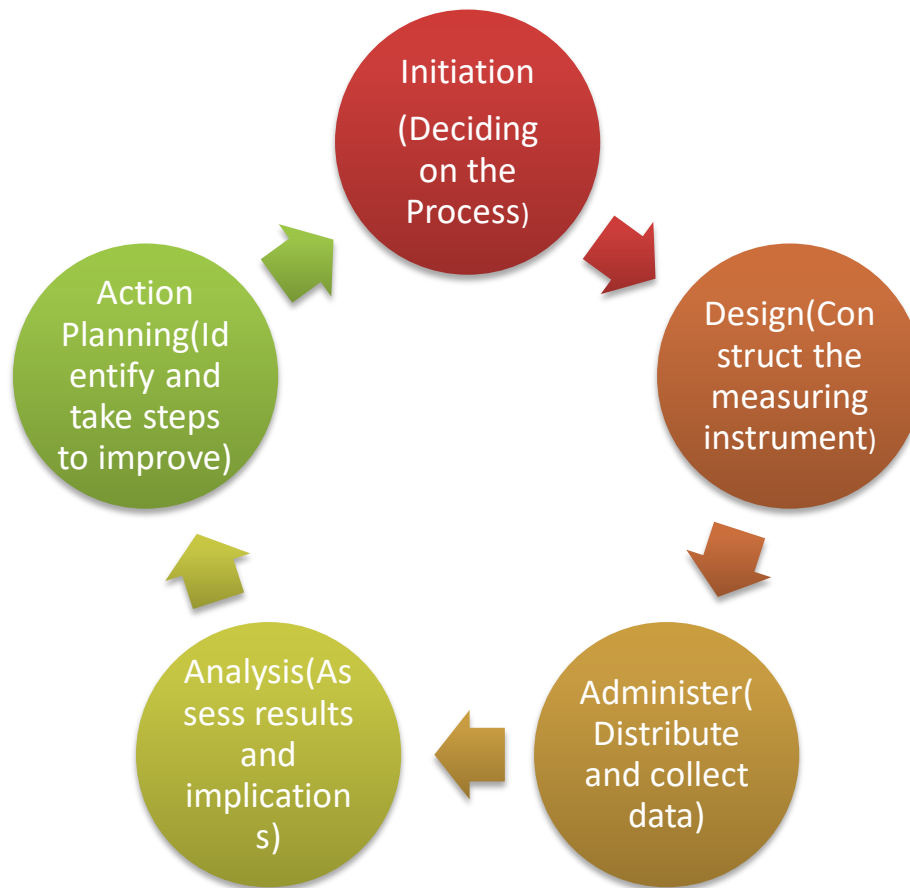 Initiation
(Deciding
on the
Process)
Design(Con
struct the
measuring
instrument)
Administer(
Distribute
and collect
data)
Analysis(As
sess results
and
implication
s)
Action
Planning(Id
entify and
take steps
to improve)